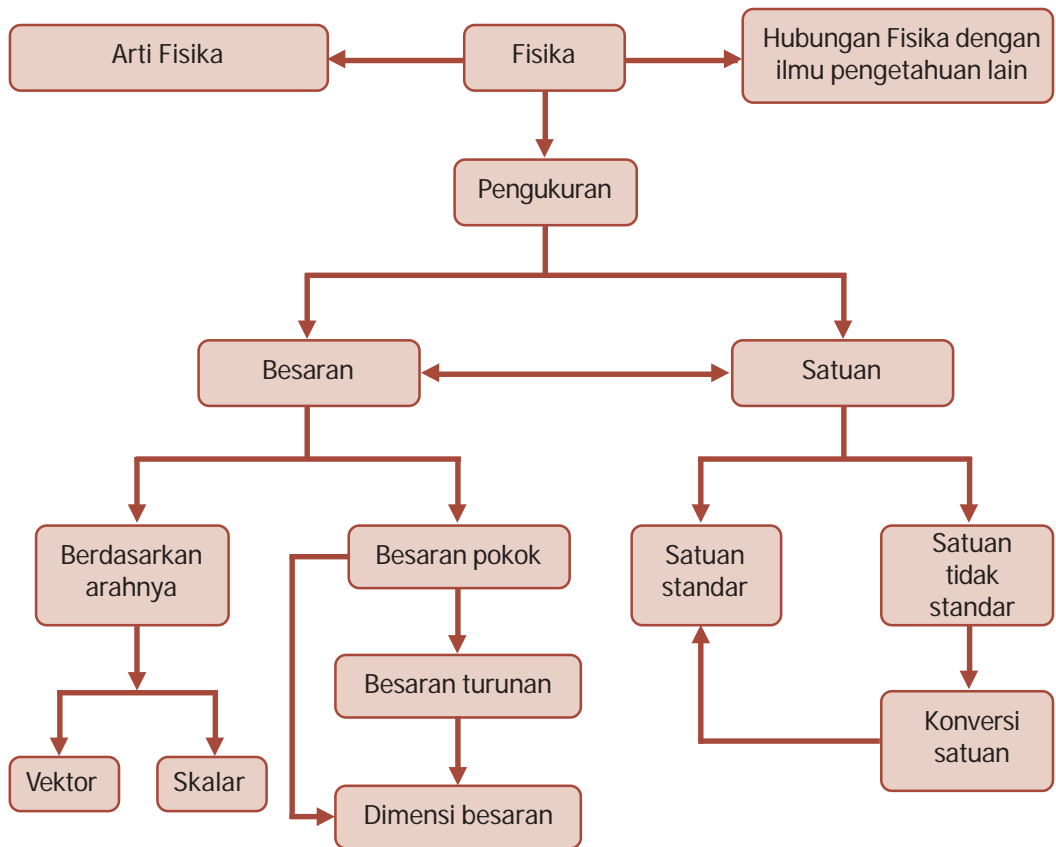 Arti Fisika
Fisika
Hubungan Fisika dengan
ilmu pengetahuan lain
Pengukuran
Besaran
Satuan
Berdasarkan
arahnya
Besaran pokok
Satuan
standar
Satuan
tidak
standar
Besaran turunan
Konversi
satuan
Vektor
Skalar
Dimensi besaran